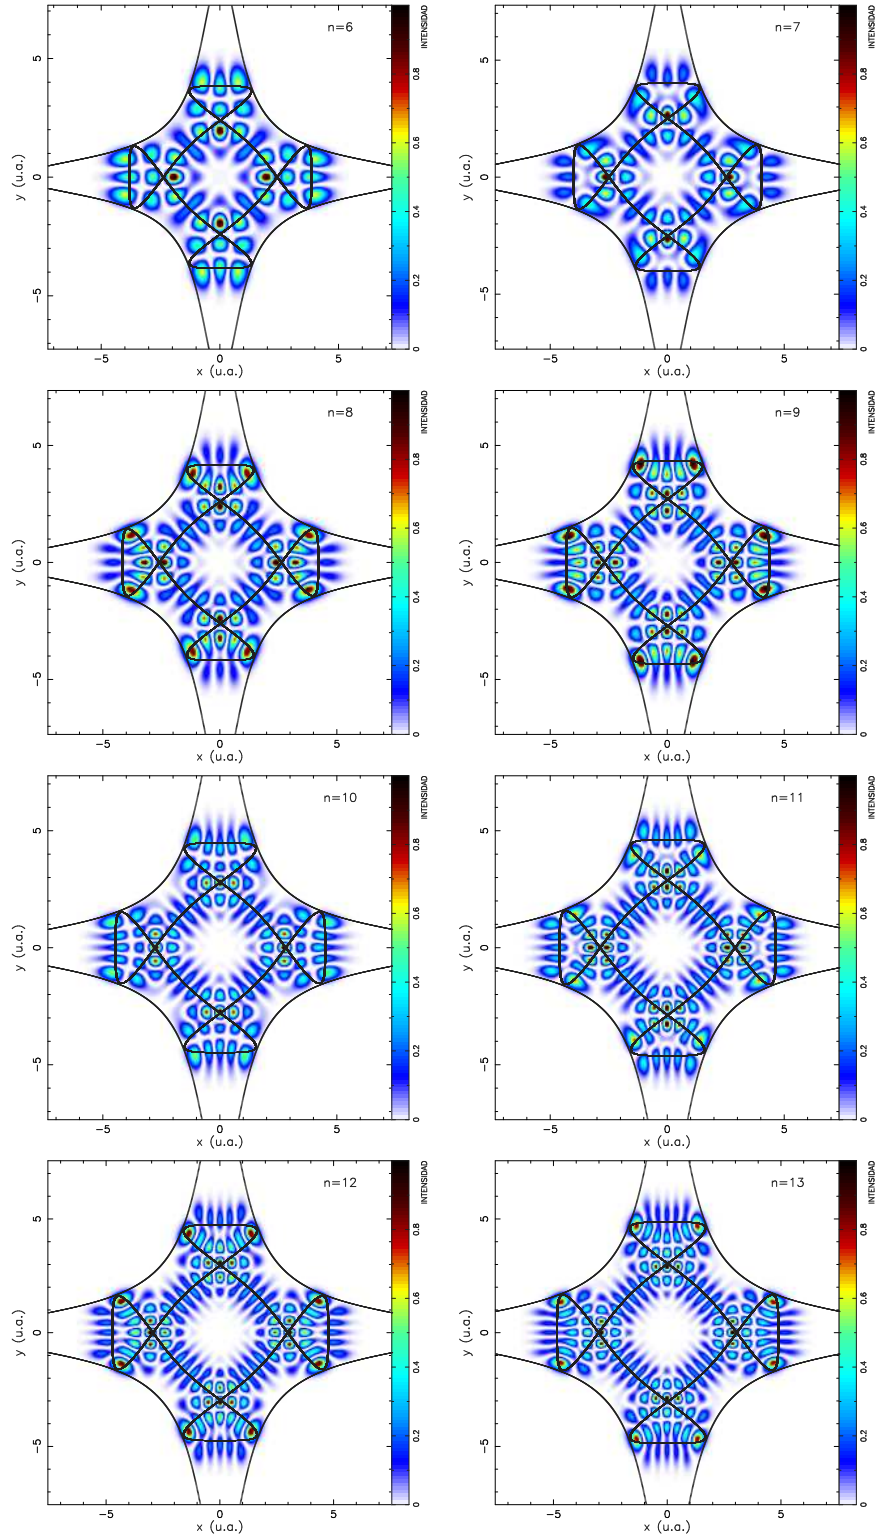 n=6
INTENSIDAD
0.8
0.6
0.4
0.2
0
5
0
−5
y (u.a.)
−5 0 5
x (u.a.)
n=7
INTENSIDAD
0.8
0.6
0.4
0.2
0
5
0
−5
y (u.a.)
−5 0 5
x (u.a.)
n=8
INTENSIDAD
0.8
0.6
0.4
0.2
0
5
0
−5
y (u.a.)
−5 0 5
x (u.a.)
n=9
INTENSIDAD
0.8
0.6
0.4
0.2
0
5
0
−5
y (u.a.)
−5 0 5
x (u.a.)
n=10
INTENSIDAD
0.8
0.6
0.4
0.2
0
5
0
−5
y (u.a.)
−5 0 5
x (u.a.)
n=11
INTENSIDAD
0.8
0.6
0.4
0.2
0
5
0
−5
y (u.a.)
−5 0 5
x (u.a.)
n=12
INTENSIDAD
0.8
0.6
0.4
0.2
0
5
0
−5
y (u.a.)
−5 0 5
x (u.a.)
n=13
INTENSIDAD
0.8
0.6
0.4
0.2
0
5
0
−5
y (u.a.)
−5 0 5
x (u.a.)